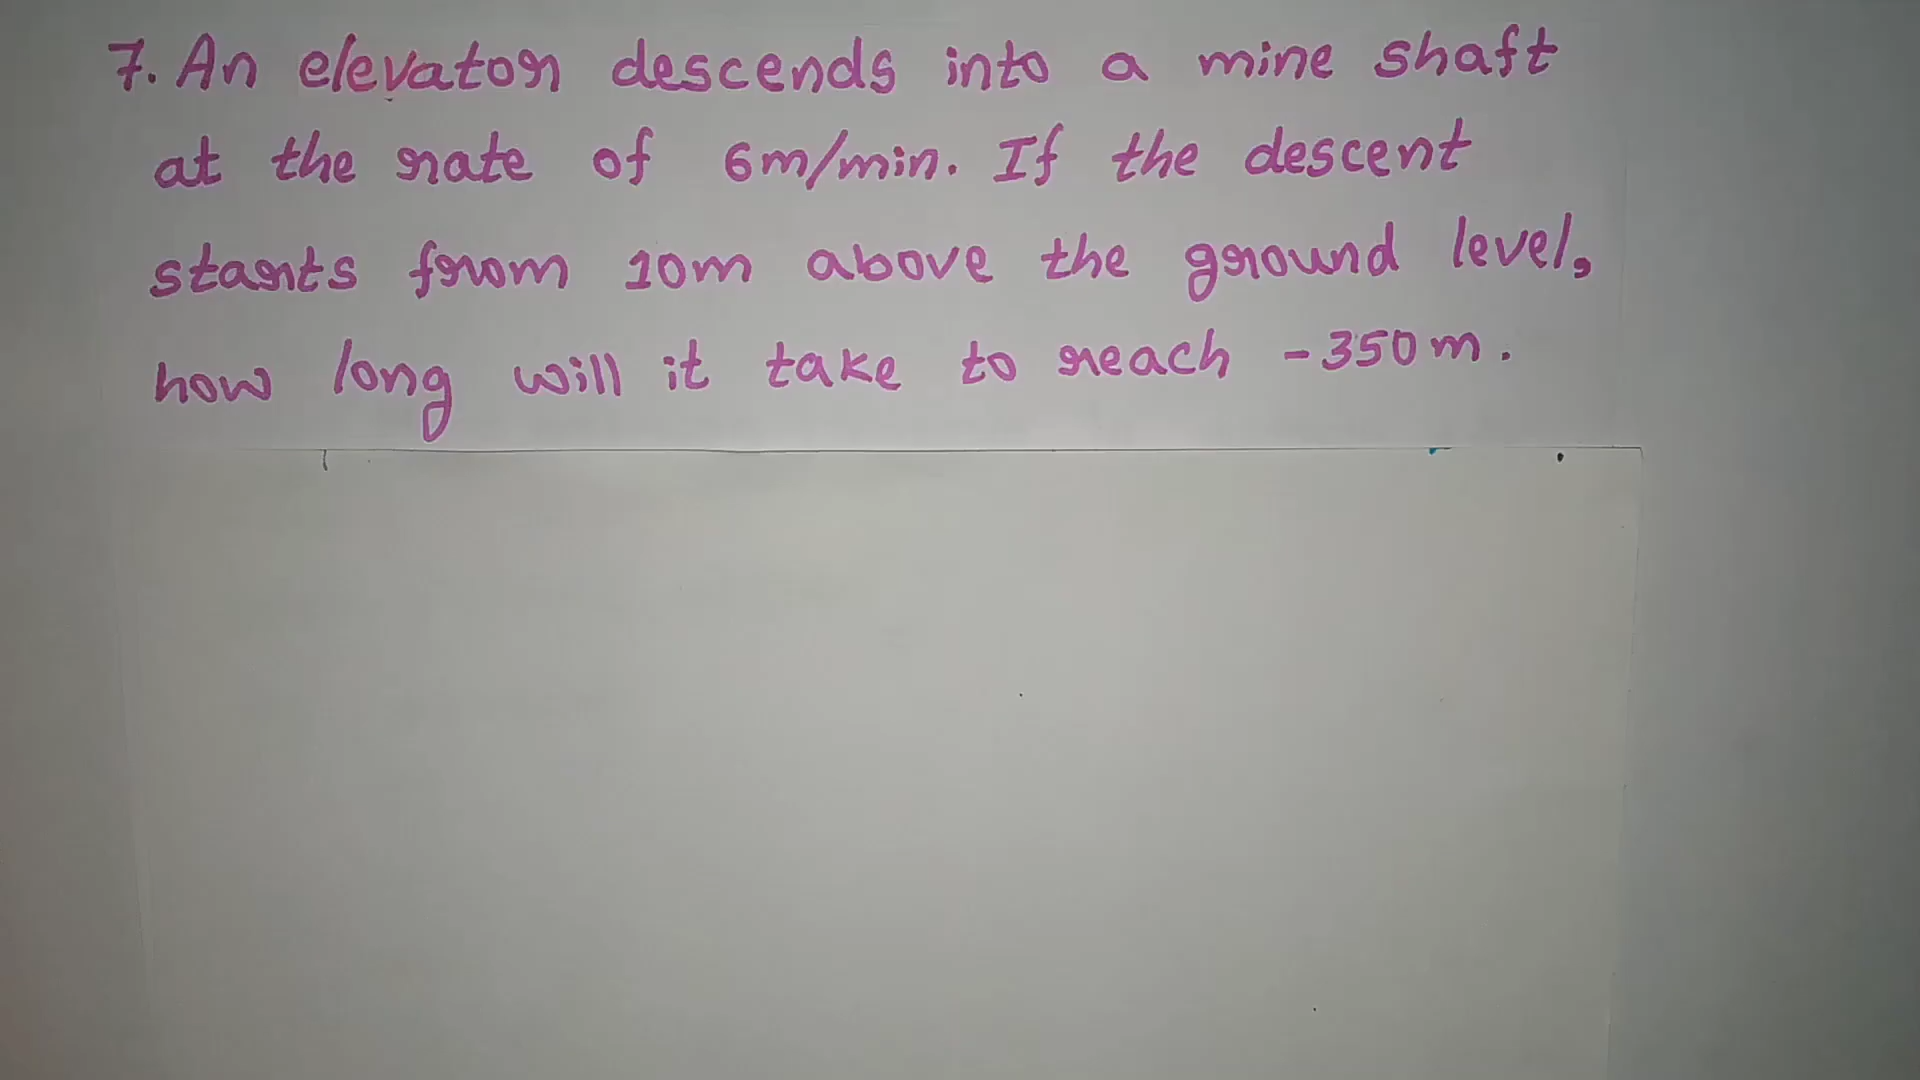 7. An elevator descends into a mine shaft
at the rate of 6m/min. If the descent
starts from 10m above the ground level,
how long will it take to reach -350m.